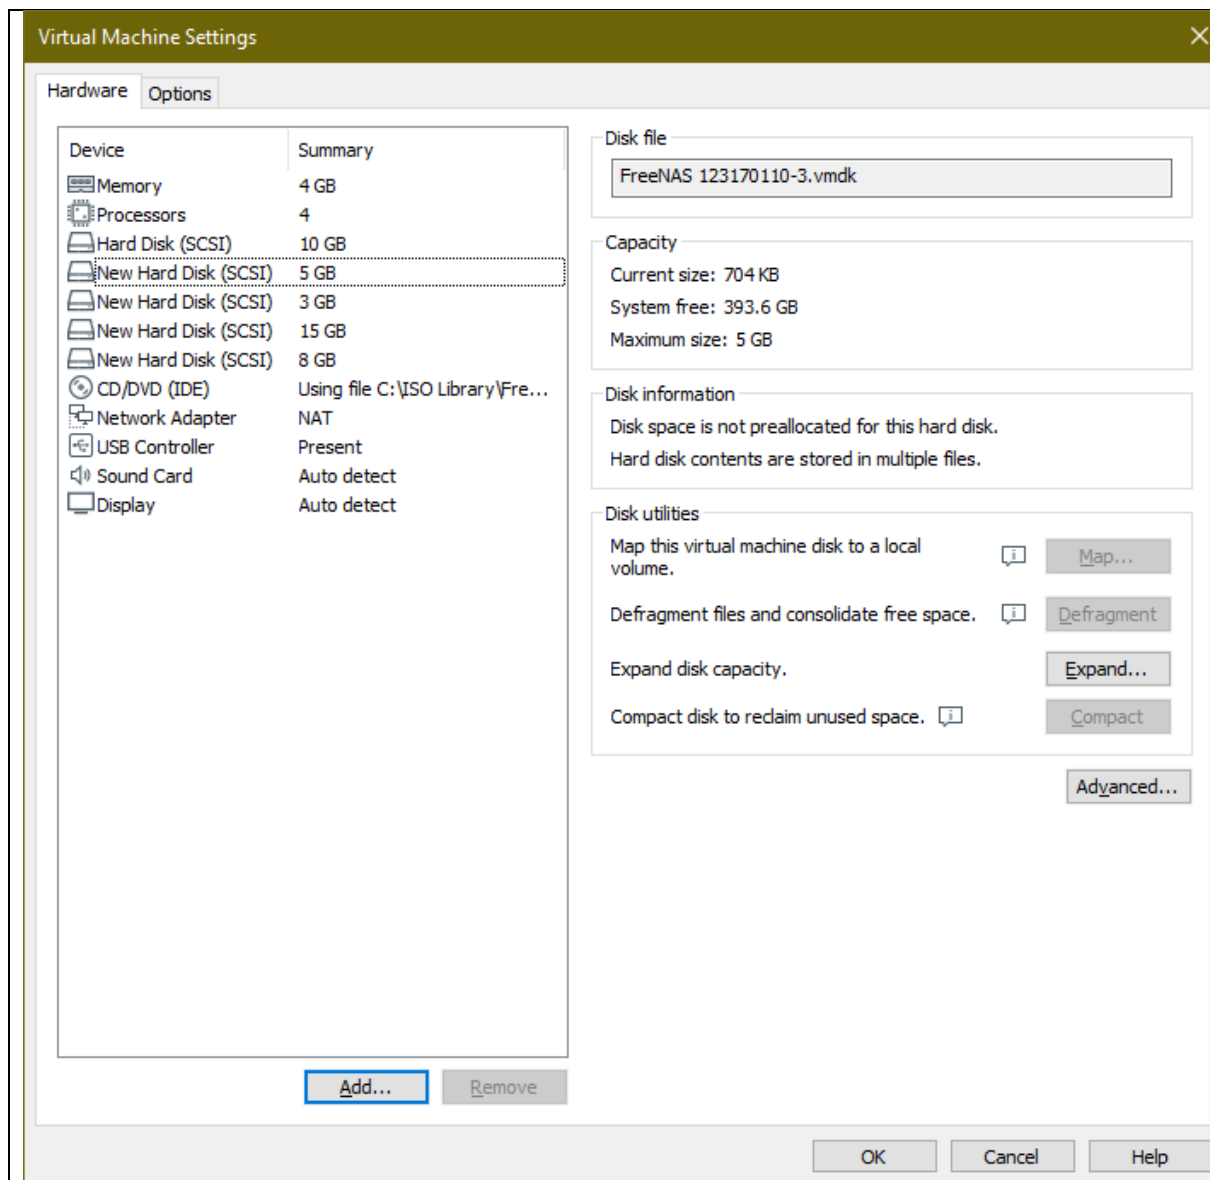 Virtual Machine Settings
Hardware
Options
Device Summary
Memory 4 GB
Processors 4
Hard Disk (SCSI) 10 GB
New Hard Disk (SCSI) 5 GB
New Hard Disk (SCSI) 3 GB
New Hard Disk (SCSI) 15 GB
New Hard Disk (SCSI) 8 GB
CD/DVD (IDE) Using file C:\ISO Library\Fre...
Network Adapter NAT
USB Controller Present
Sound Card Auto detect
Display Auto detect
Add...
Remove
Disk file
FreeNAS 123170110-3.vmdk
Capacity
Current size: 704 KB
System free: 393.6 GB
Maximum size: 5 GB
Disk information
Disk space is not preallocated for this hard disk.
Hard disk contents are stored in multiple files.
Disk utilities
Map this virtual machine disk to a local
volume.
Map...
Defragment files and consolidate free space.
Defragment
Expand disk capacity.
Expand...
Compact disk to reclaim unused space.
Compact
Advanced...
OK
Cancel
Help